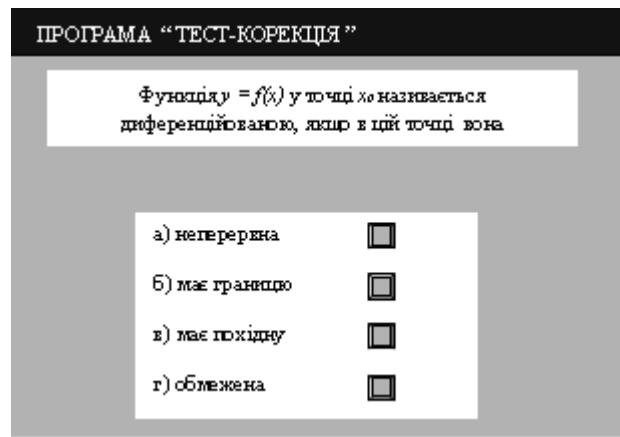 ПРОГРАМА “ТЕСТ-КОРЕКЦІЯ”
Функція y = f(x) у точці x₀ називається
диференційованою, якщо в цій точці вона
а) неперервна
б) має границю
в) має похідну
г) обмежена